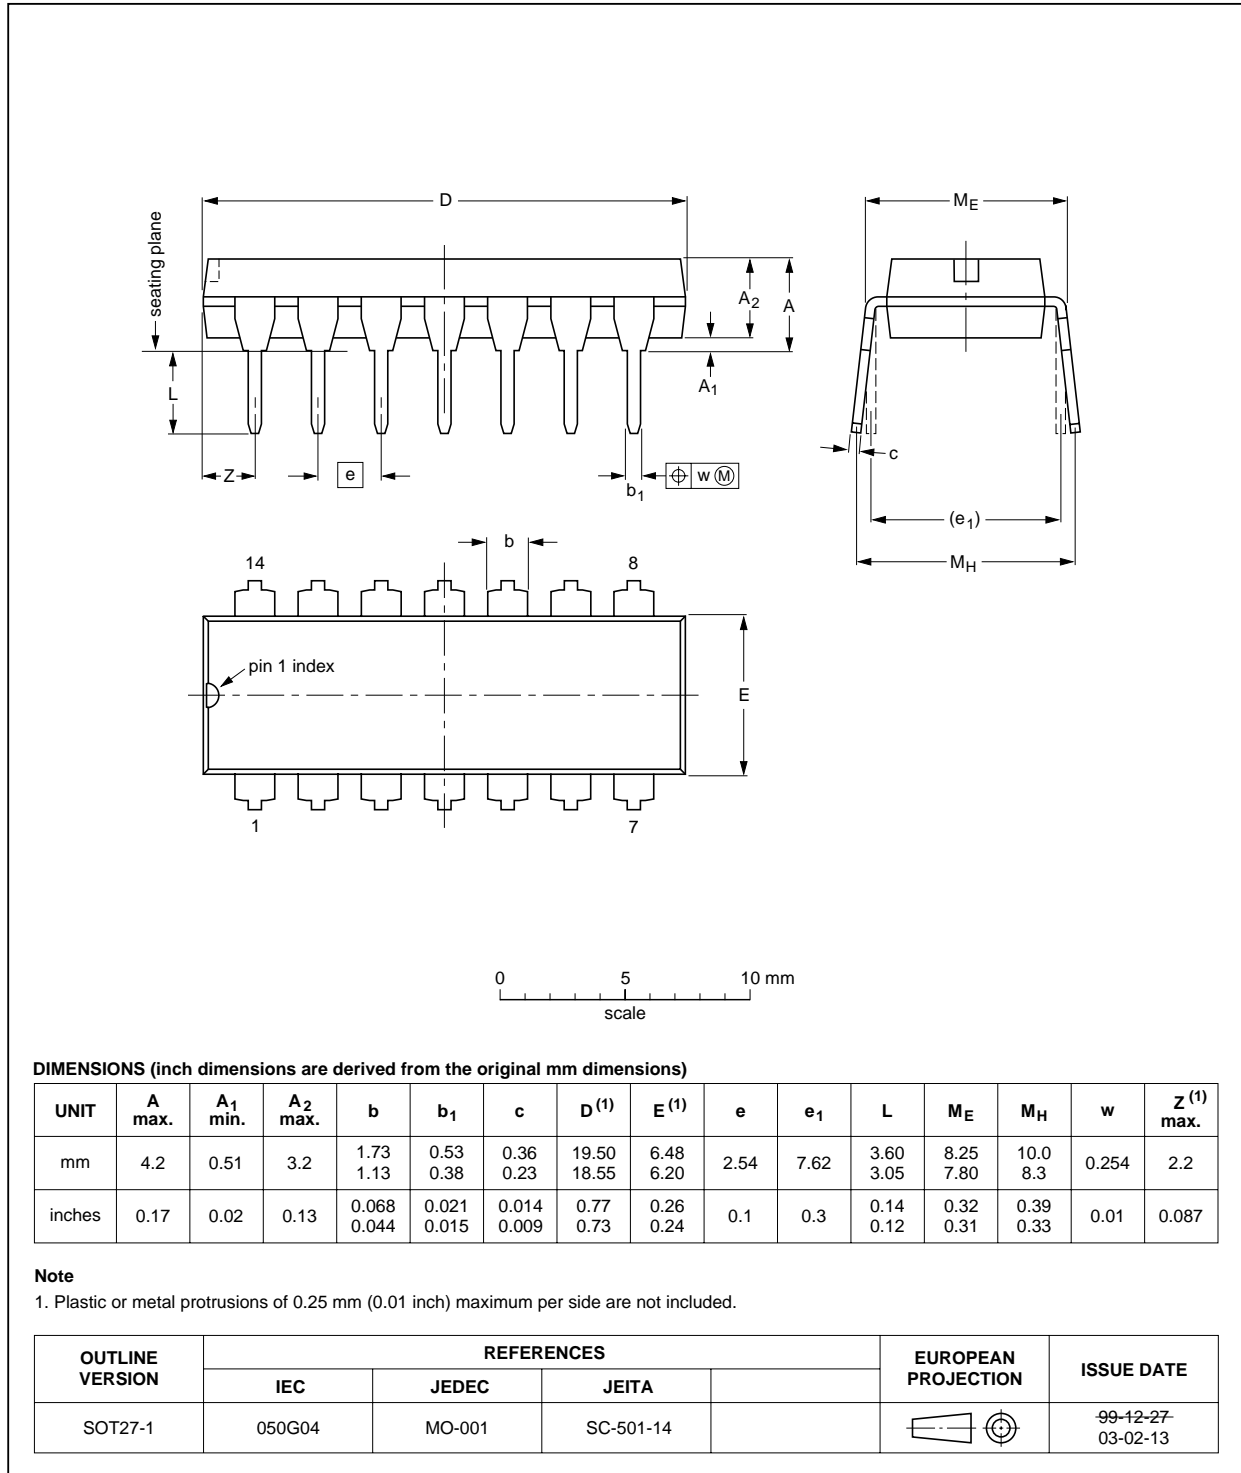 D
ME
seating plane
A2
A
A1
L
Z
e
b1
w M
c
(e1)
MH
b
14
8
pin 1 index
E
1
7
0 5 10 mm
scale
DIMENSIONS (inch dimensions are derived from the original mm dimensions)
UNIT A max. A1 min. A2 max. b b1 c D(1) E(1) e e1 L ME MH w Z(1) max.
mm 4.2 0.51 3.2 1.73 1.13 0.53 0.38 0.36 0.23 19.50 18.55 6.48 6.20 2.54 7.62 3.60 3.05 8.25 7.80 10.0 8.3 0.254 2.2
inches 0.17 0.02 0.13 0.068 0.044 0.021 0.015 0.014 0.009 0.77 0.73 0.26 0.24 0.1 0.3 0.14 0.12 0.32 0.31 0.39 0.33 0.01 0.087
Note
1. Plastic or metal protrusions of 0.25 mm (0.01 inch) maximum per side are not included.
OUTLINE VERSION REFERENCES EUROPEAN PROJECTION ISSUE DATE
IEC JEDEC JEITA
SOT27-1 050G04 MO-001 SC-501-14 99-12-27
03-02-13